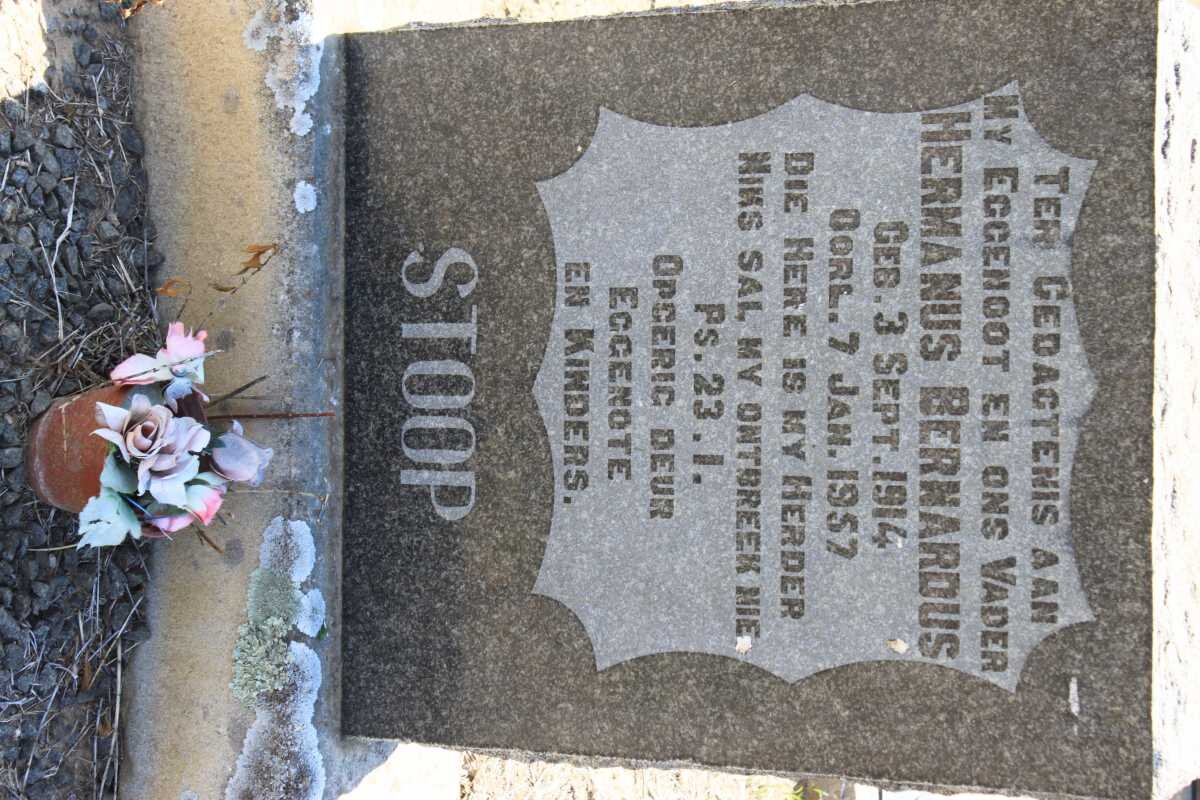 TER GEDACTENIS AAN
MY EGGENOOT EN ONS VADER
HERMANUS BERNARDUS
GEB. 3 SEPT. 1914
OORL. 7 JAN. 1957
DIE HERE IS MY HERDER
NIKS SAL MY ONTBREEK NIE
PS. 23. 1.
OPGERIG DEUR
EGGENOTE
EN KINDERS.
STOOP